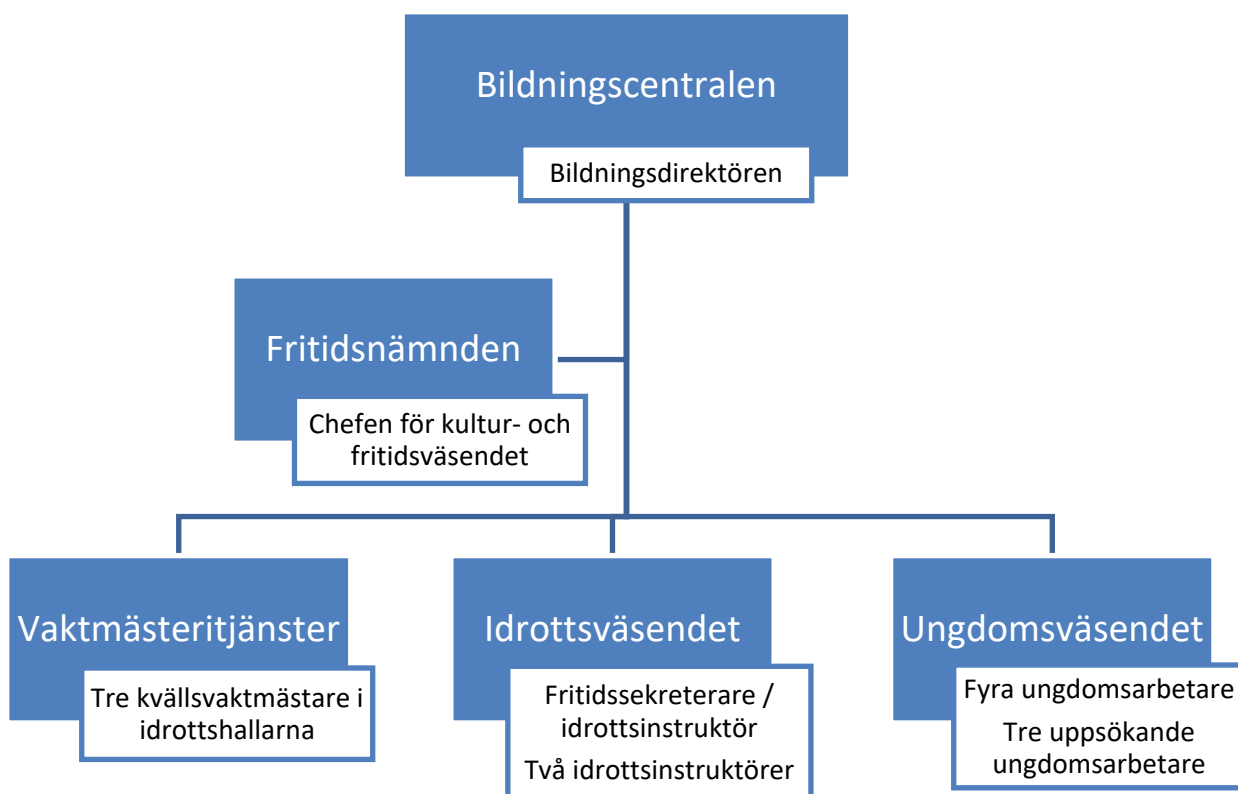 Bildningscentralen
Bildningsdirektören
Fritidsnämnden
Chefen för kultur- och
fritidsväsendet
Vaktmästeritjänster
Tre kvällsvaktmästare i
idrottshallarna
Idrottsväsendet
Fritidssekreterare /
idrottsinstruktör
Två idrottsinstruktörer
Ungdomsväsendet
Fyra ungdomsarbetare
Tre uppsökande
ungdomsarbetare